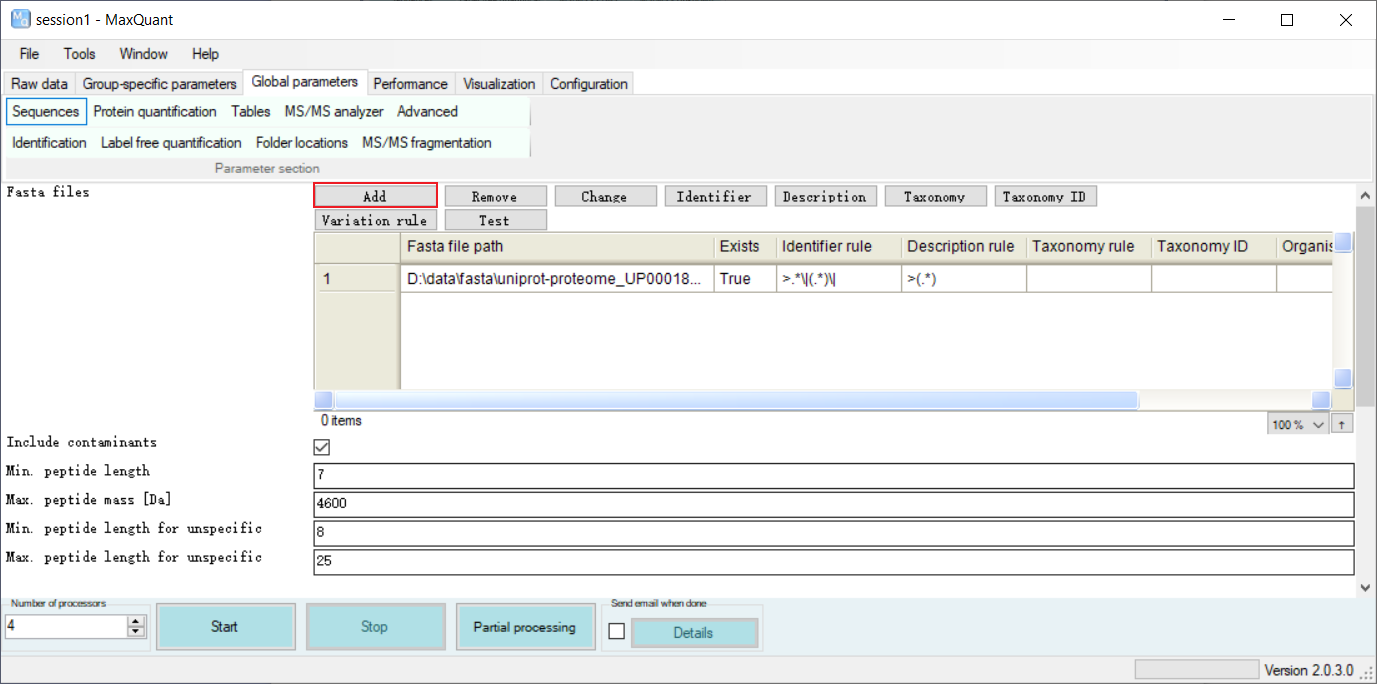 session1 - MaxQuant
File Tools Window Help
Raw data Group-specific parameters Global parameters Performance Visualization Configuration
Sequences Protein quantification Tables MS/MS analyzer Advanced
Identification Label free quantification Folder locations MS/MS fragmentation
Parameter section
Fasta files
Add Remove Change Identifier Description Taxonomy Taxonomy ID
Variation rule Test
Fasta file path Exists Identifier rule Description rule Taxonomy rule Taxonomy ID Organis
1 D:\data\fasta\uniprot-proteome_UP00018... True >.*\|(.*)\| >(.*)
0 items
100 %
Include contaminants
Min. peptide length 7
Max. peptide mass [Da] 4600
Min. peptide length for unspecific 8
Max. peptide length for unspecific 25
Number of processors
4
Start Stop Partial processing
Send email when done
Details
Version 2.0.3.0